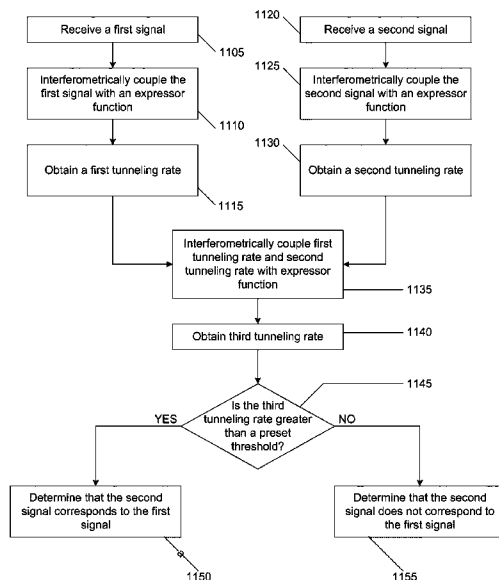 1120
Receive a first signal
Receive a second signal
1105
1125
Interferometrically couple the
first signal with an expressor
function
Interferometrically couple the
second signal with an expressor
function
1110
1130
Obtain a first tunneling rate
Obtain a second tunneling rate
1115
Interferometrically couple first
tunneling rate and second
tunneling rate with expressor
function
1135
Obtain third tunneling rate
1140
1145
Is the third
tunneling rate greater
than a preset
threshold?
YES
NO
Determine that the second
signal corresponds to the first
signal
Determine that the second
signal does not correspond to
the first signal
1150
1155